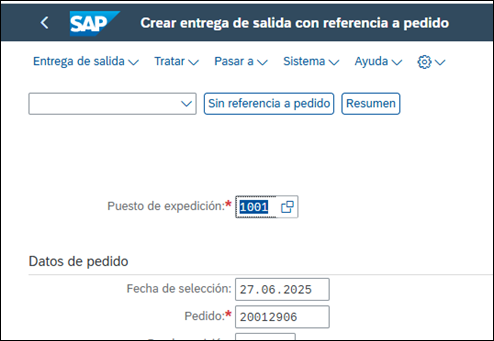 SAP Crear entrega de salida con referencia a pedido
Entrega de salida Tratar Pasar a Sistema Ayuda
Sin referencia a pedido Resumen
Puesto de expedición:* 1001
Datos de pedido
Fecha de selección: 27.06.2025
Pedido:* 20012906